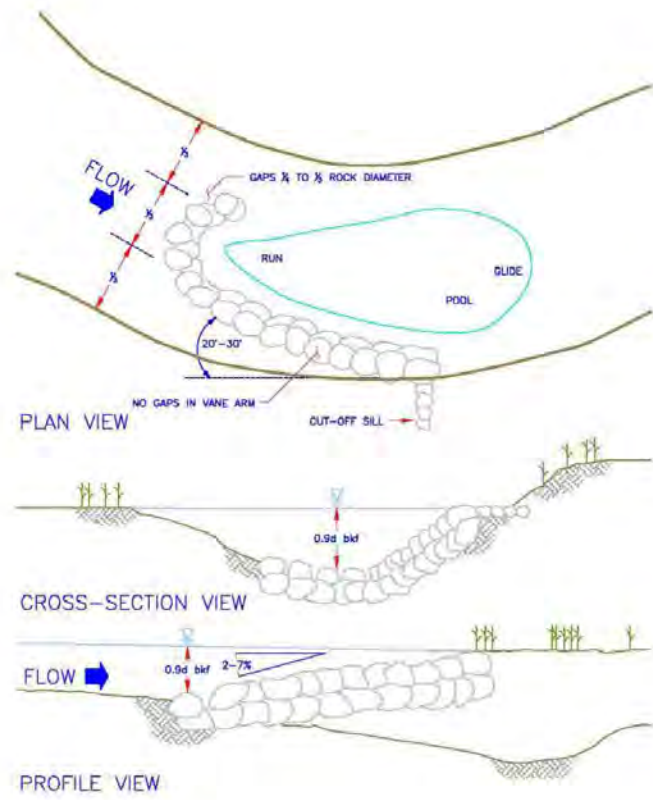 ⅓
FLOW
⅓
⅓
GAPS ¼ TO ⅓ ROCK DIAMETER
RUN
GLIDE
POOL
20°-30°
NO GAPS IN VANE ARM
CUT-OFF SILL
PLAN VIEW
0.9d bkf
CROSS-SECTION VIEW
FLOW
0.9d bkf
2-7%
PROFILE VIEW